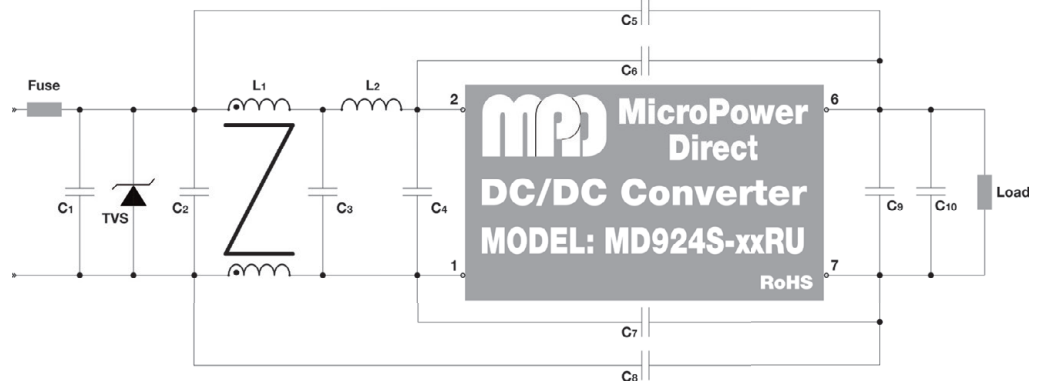 C5
C6
Fuse
L1
L2
2
6
MPD
MicroPower
Direct
DC/DC Converter
MODEL: MD924S-xxRU
RoHS
C1
TVS
C2
C3
C4
C9
C10
Load
1
7
C7
C8